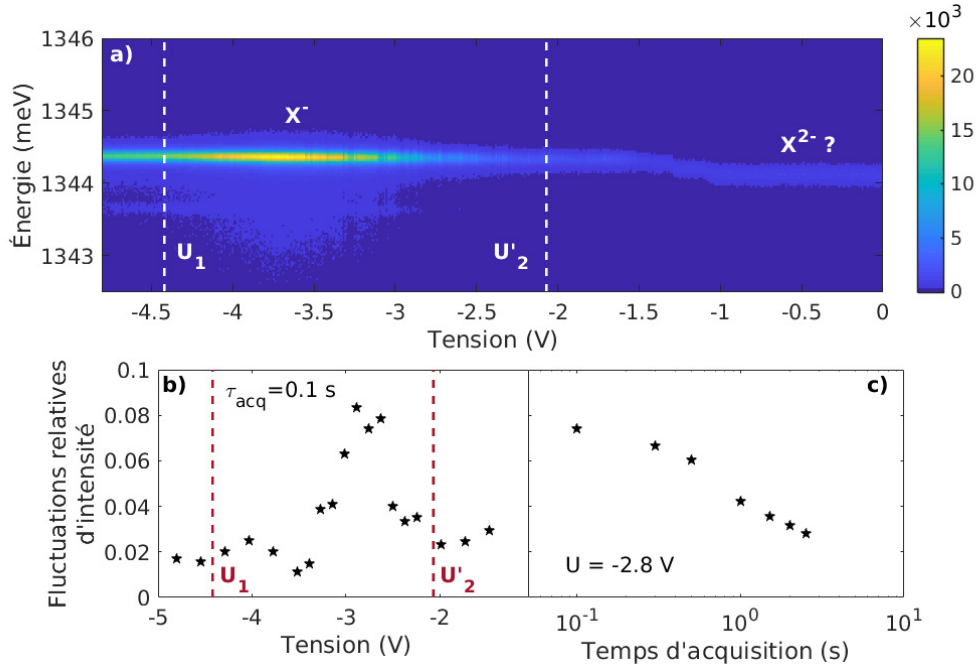 ×10³
a)
1346
1345
1344
1343
Énergie (meV)
X⁻
X²⁻ ?
U₁
U'₂
20
15
10
5
0
-4.5 -4 -3.5 -3 -2.5 -2 -1.5 -1 -0.5 0
Tension (V)
b)
τacq=0.1 s
0.1
0.08
0.06
0.04
0.02
0
Fluctuations relatives
d'intensité
U₁
U'₂
-5 -4 -3 -2
Tension (V)
c)
U = -2.8 V
10⁻¹ 10⁰ 10¹
Temps d'acquisition (s)